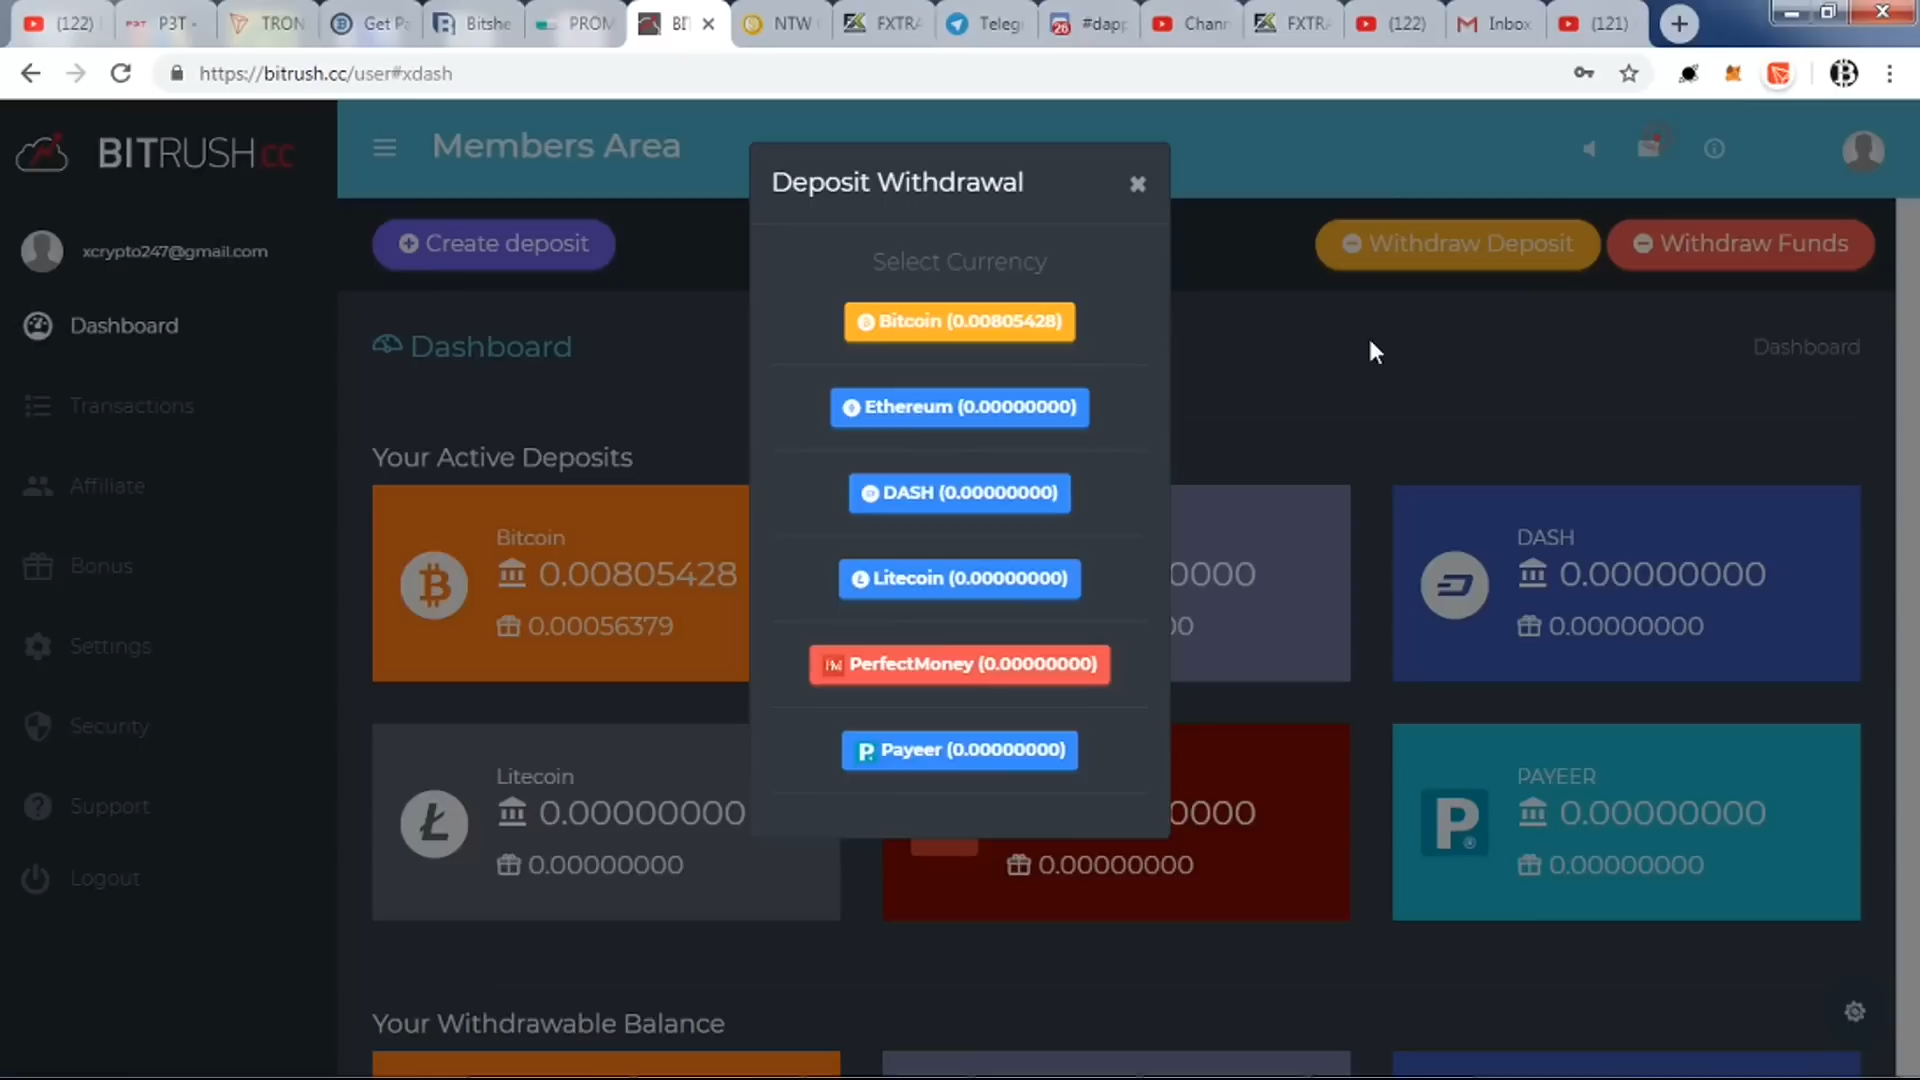 (122)
P3T -
TRON
Get Pa
Bitshe
PROM
BI
NTW
FXTRA
Teleg
#dapp
Chann
FXTRA
(122)
Inbox
(121)
https://bitrush.cc/user#xdash
BITRUSH CC
Members Area
xcrypto247@gmail.com
Dashboard
Transactions
Affiliate
Bonus
Settings
Security
Support
Logout
Create deposit
Withdraw Deposit
Withdraw Funds
Dashboard
Dashboard
Deposit Withdrawal
Select Currency
Bitcoin (0.00805428)
Ethereum (0.00000000)
DASH (0.00000000)
Litecoin (0.00000000)
PerfectMoney (0.00000000)
Payeer (0.00000000)
Your Active Deposits
Bitcoin
0.00805428
0.00056379
0000
00
DASH
0.00000000
0.00000000
Litecoin
0.00000000
0.00000000
0000
0.00000000
PAYEER
0.00000000
0.00000000
Your Withdrawable Balance